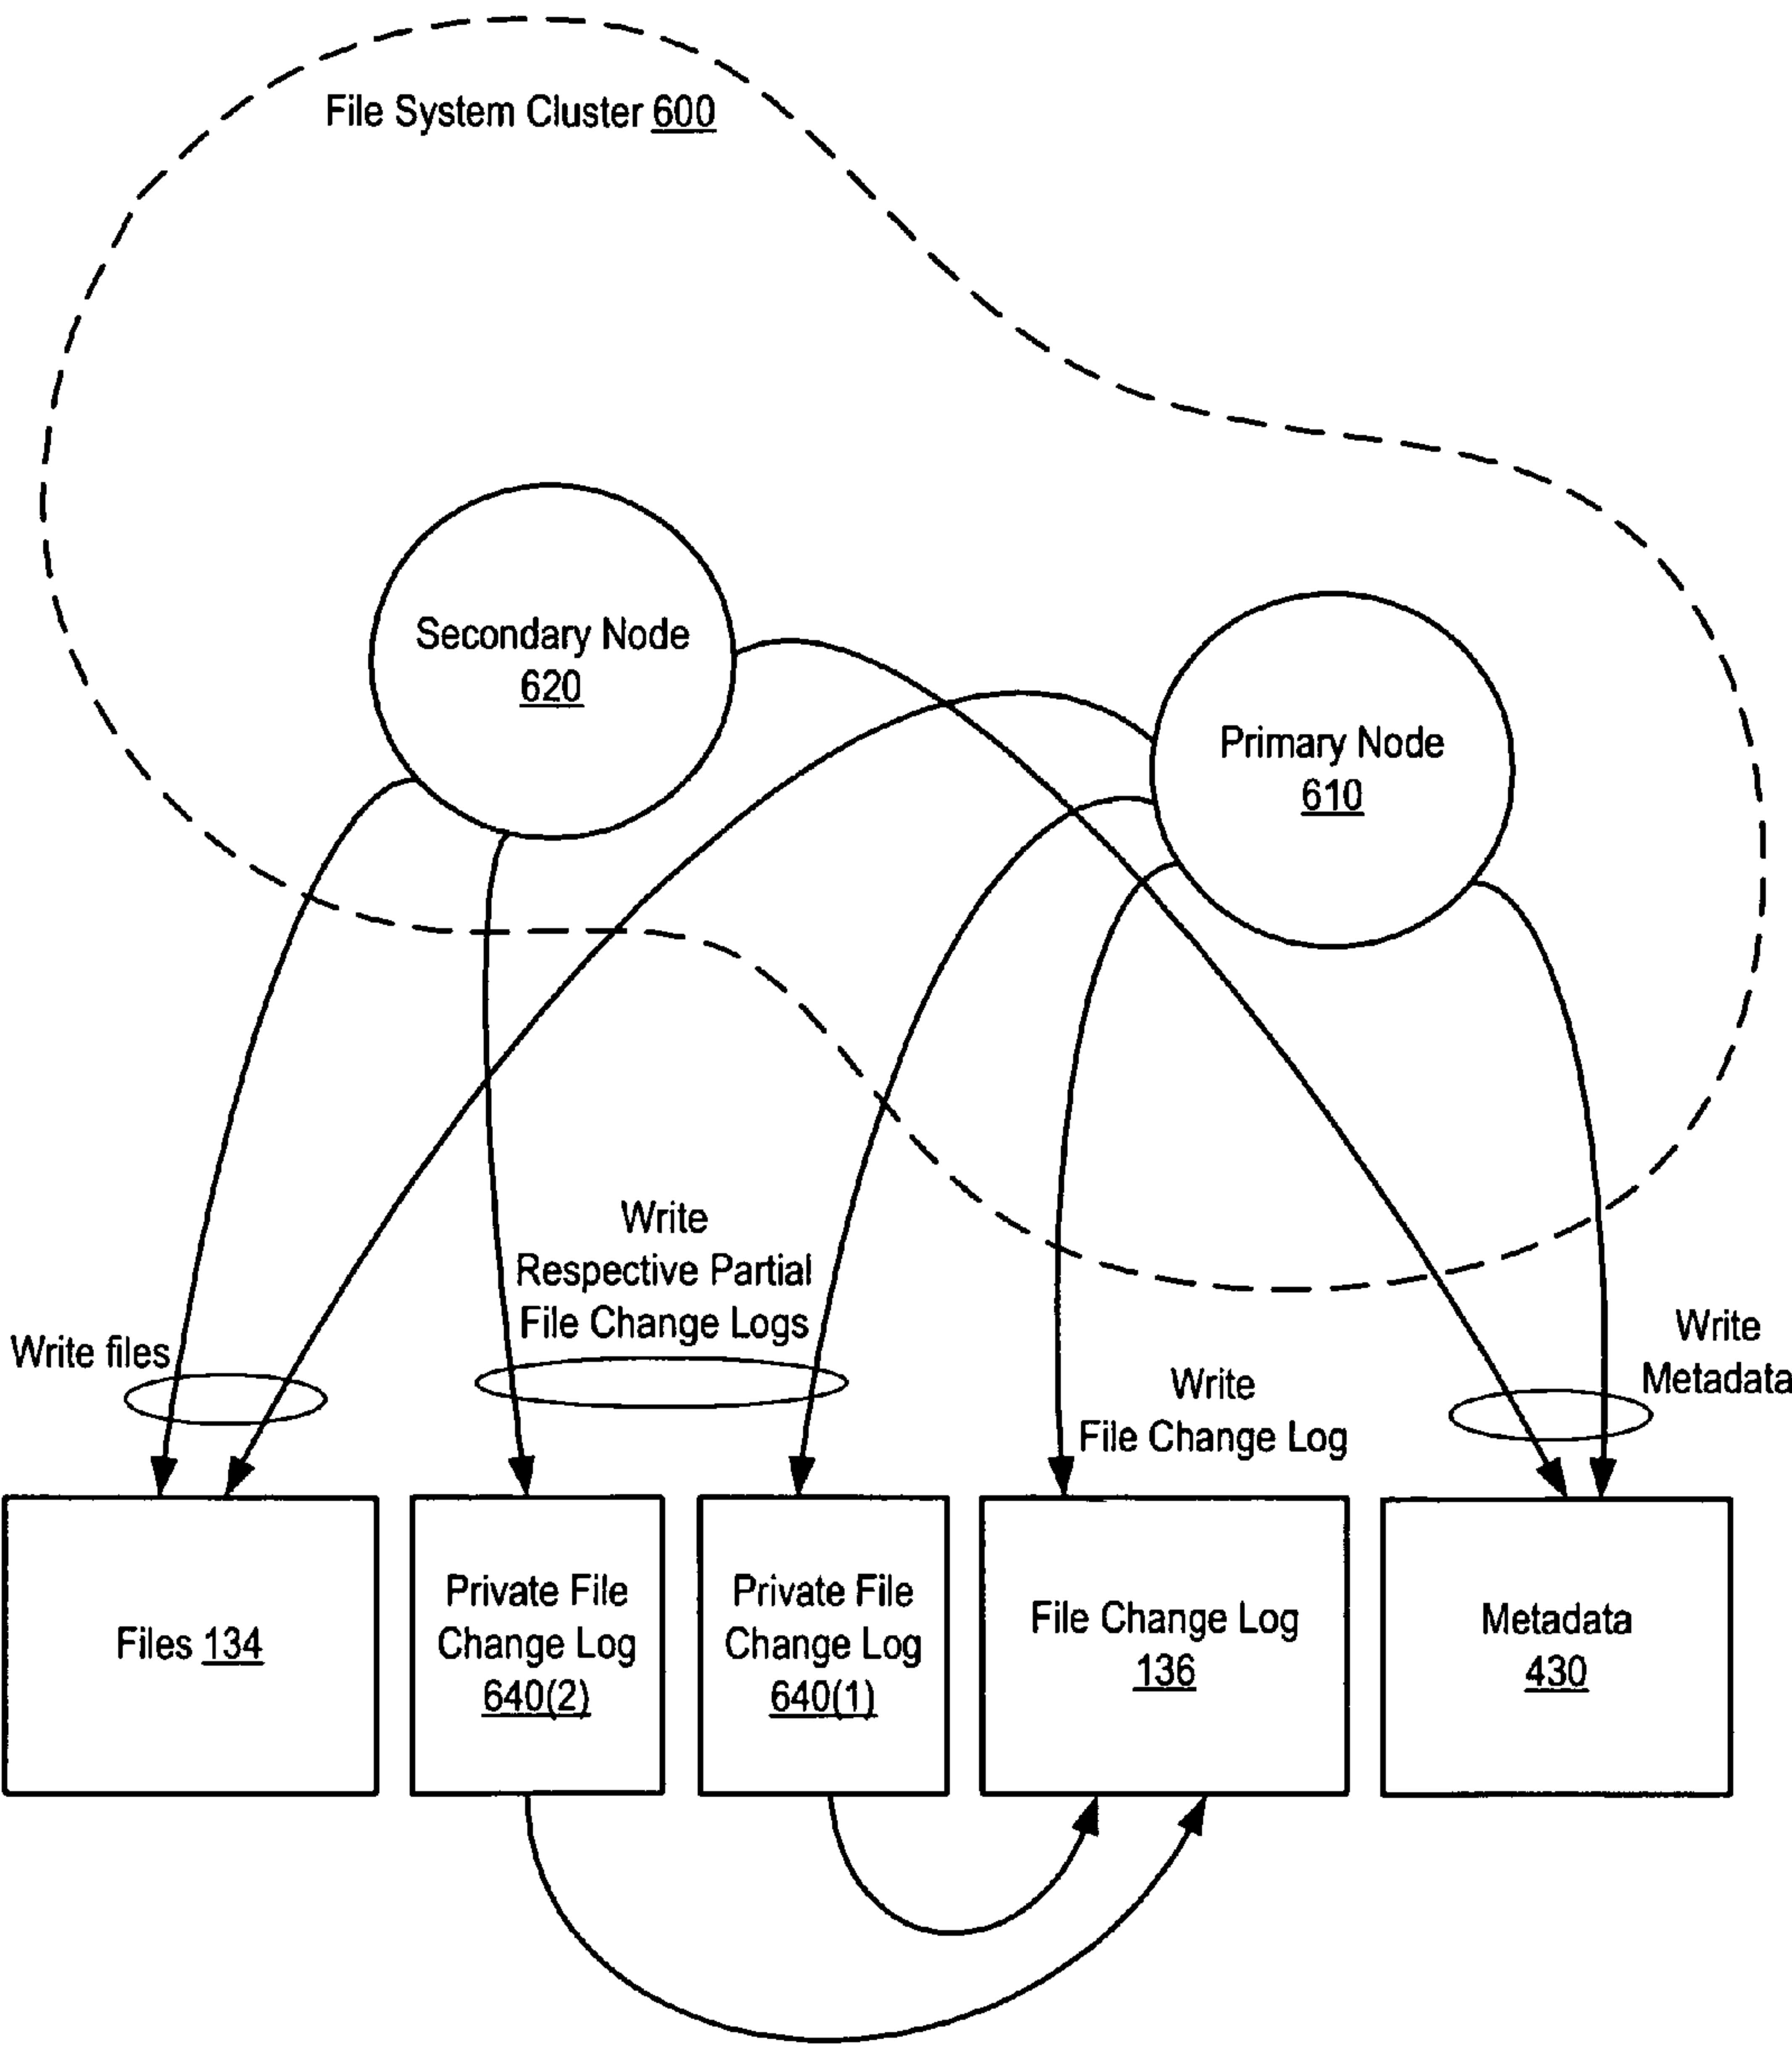 File System Cluster 600
Secondary Node
620
Primary Node
610
Write
Respective Partial
File Change Logs
Write files
Write
File Change Log
Write
Metadata
Files 134
Private File
Change Log
640(2)
Private File
Change Log
640(1)
File Change Log
136
Metadata
430